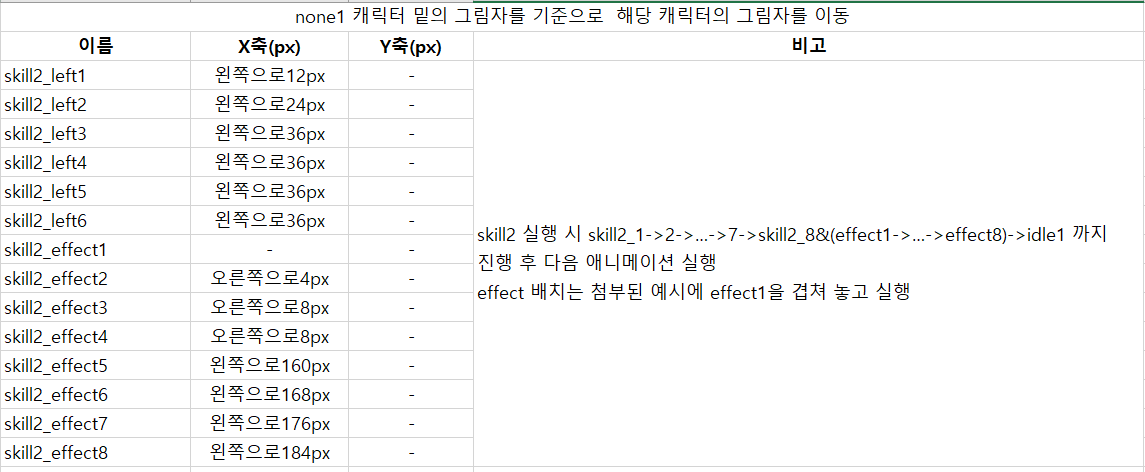 none1 캐릭터 밑의 그림자를 기준으로 해당 캐릭터의 그림자를 이동
이름 X축(px) Y축(px) 비고
skill2_left1 왼쪽으로12px -
skill2_left2 왼쪽으로24px -
skill2_left3 왼쪽으로36px -
skill2_left4 왼쪽으로36px -
skill2_left5 왼쪽으로36px -
skill2_left6 왼쪽으로36px -
skill2_effect1 - -
skill2_effect2 오른쪽으로4px -
skill2_effect3 오른쪽으로8px -
skill2_effect4 오른쪽으로8px -
skill2_effect5 왼쪽으로160px -
skill2_effect6 왼쪽으로168px -
skill2_effect7 왼쪽으로176px -
skill2_effect8 왼쪽으로184px -
skill2 실행 시 skill2_1->2->...->7->skill2_8&(effect1->...->effect8)->idle1 까지
진행 후 다음 애니메이션 실행
effect 배치는 첨부된 예시에 effect1을 겹쳐 놓고 실행